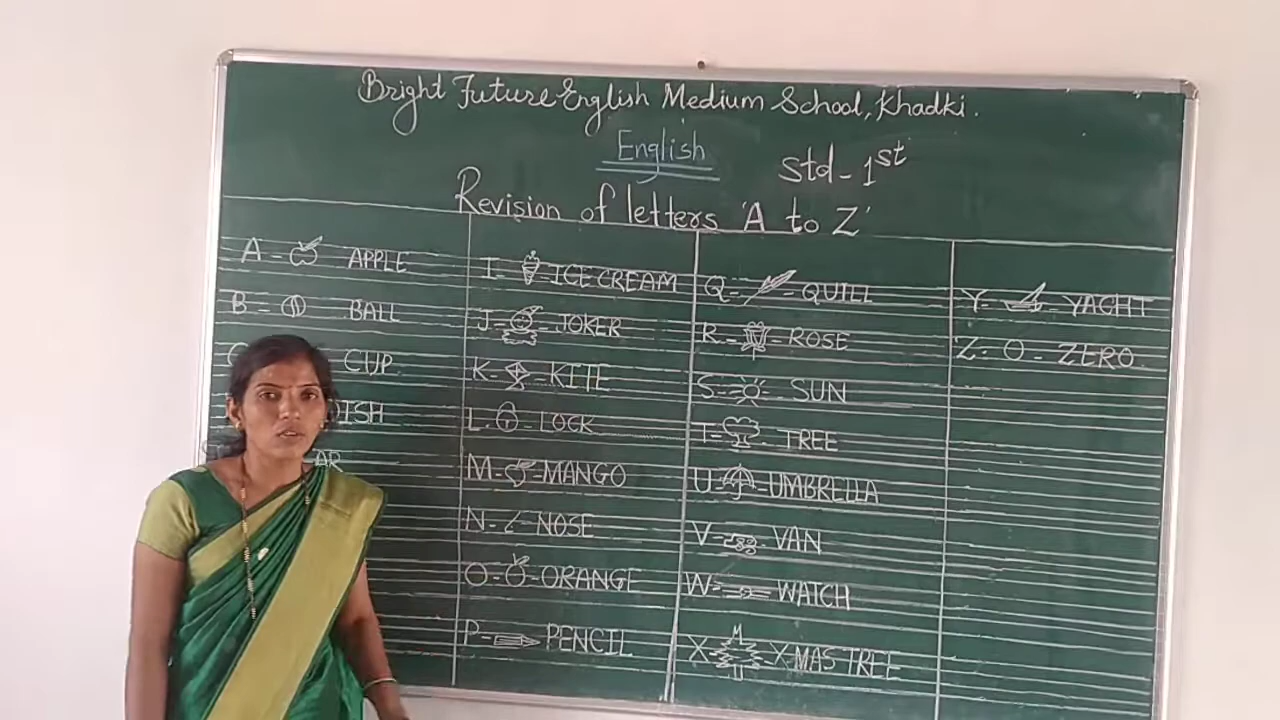 Bright Future English Medium School, Khadki.
English
Std - 1st
Revision of letters 'A to Z'
A - APPLE
B - BALL
CUP
DISH
AR
I - ICE CREAM
J - JOKER
K - KITE
L - LOCK
M - MANGO
N - NOSE
O - ORANGE
P - PENCIL
Q - QUILL
R - ROSE
S - SUN
T - TREE
U - UMBRELLA
V - VAN
W - WATCH
X - X-MAS TREE
Y - YACHT
Z - O - ZERO